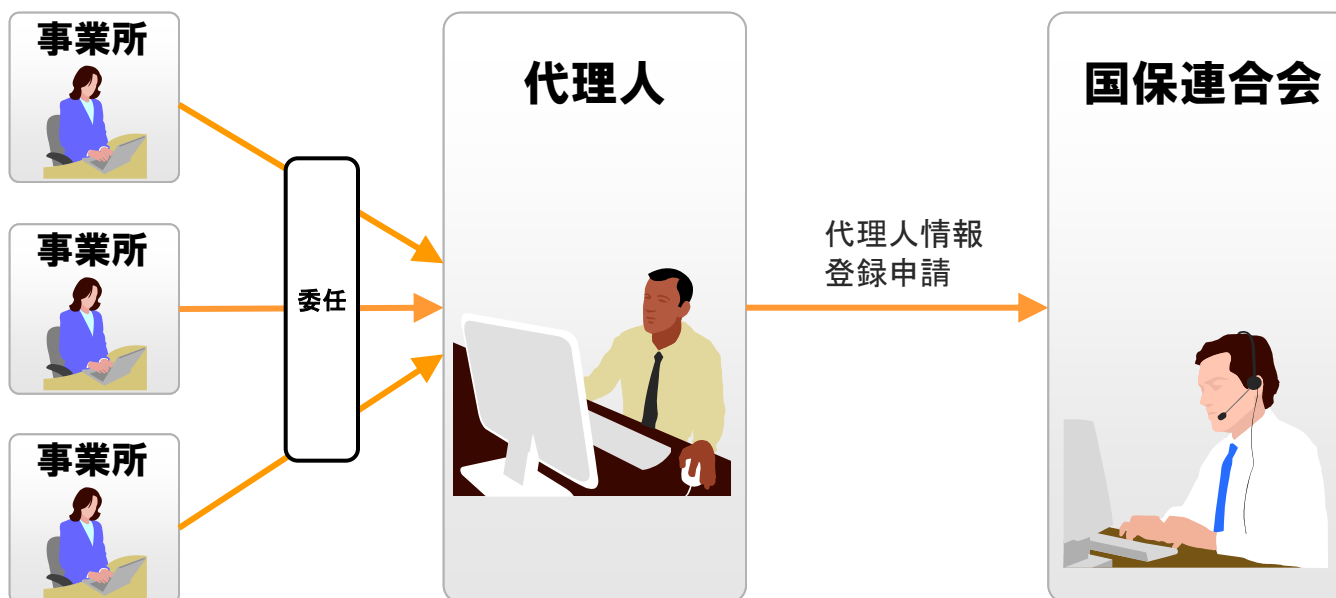 事業所
事業所
事業所
委任
代理人
代理人情報
登録申請
国保連合会